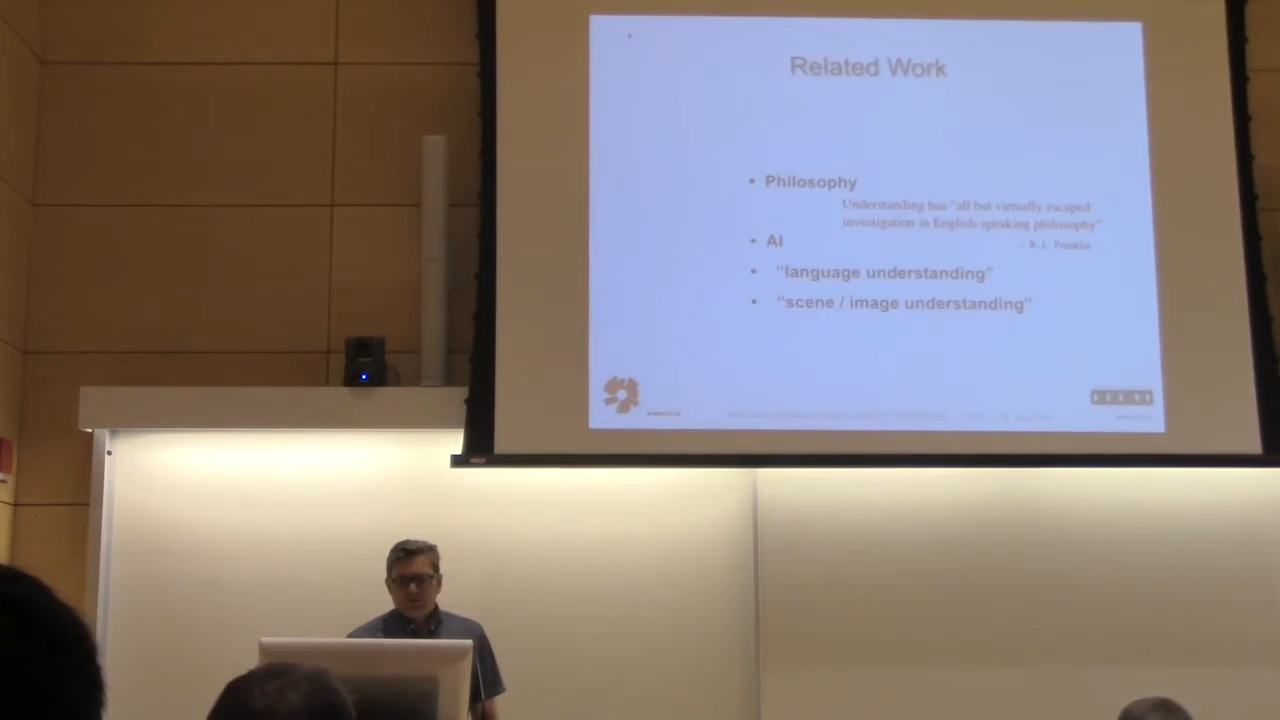 Related Work
• Philosophy
Understanding has "all but virtually escaped
investigation in English-speaking philosophy"
• AI
– R. L. Franklin
• "language understanding"
• "scene / image understanding"